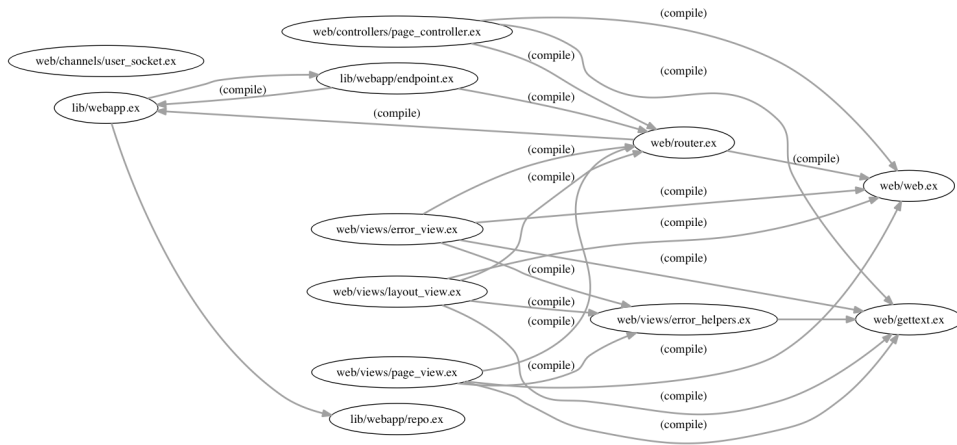 (compile)
web/controllers/page_controller.ex
(compile)
web/channels/user_socket.ex
(compile)
lib/webapp/endpoint.ex
(compile)
(compile)
lib/webapp.ex
(compile)
web/router.ex
(compile)
(compile)
(compile)
web/web.ex
(compile)
(compile)
web/views/error_view.ex
(compile)
(compile)
web/views/layout_view.ex
(compile)
(compile)
web/views/error_helpers.ex
web/gettext.ex
(compile)
web/views/page_view.ex
(compile)
lib/webapp/repo.ex
(compile)